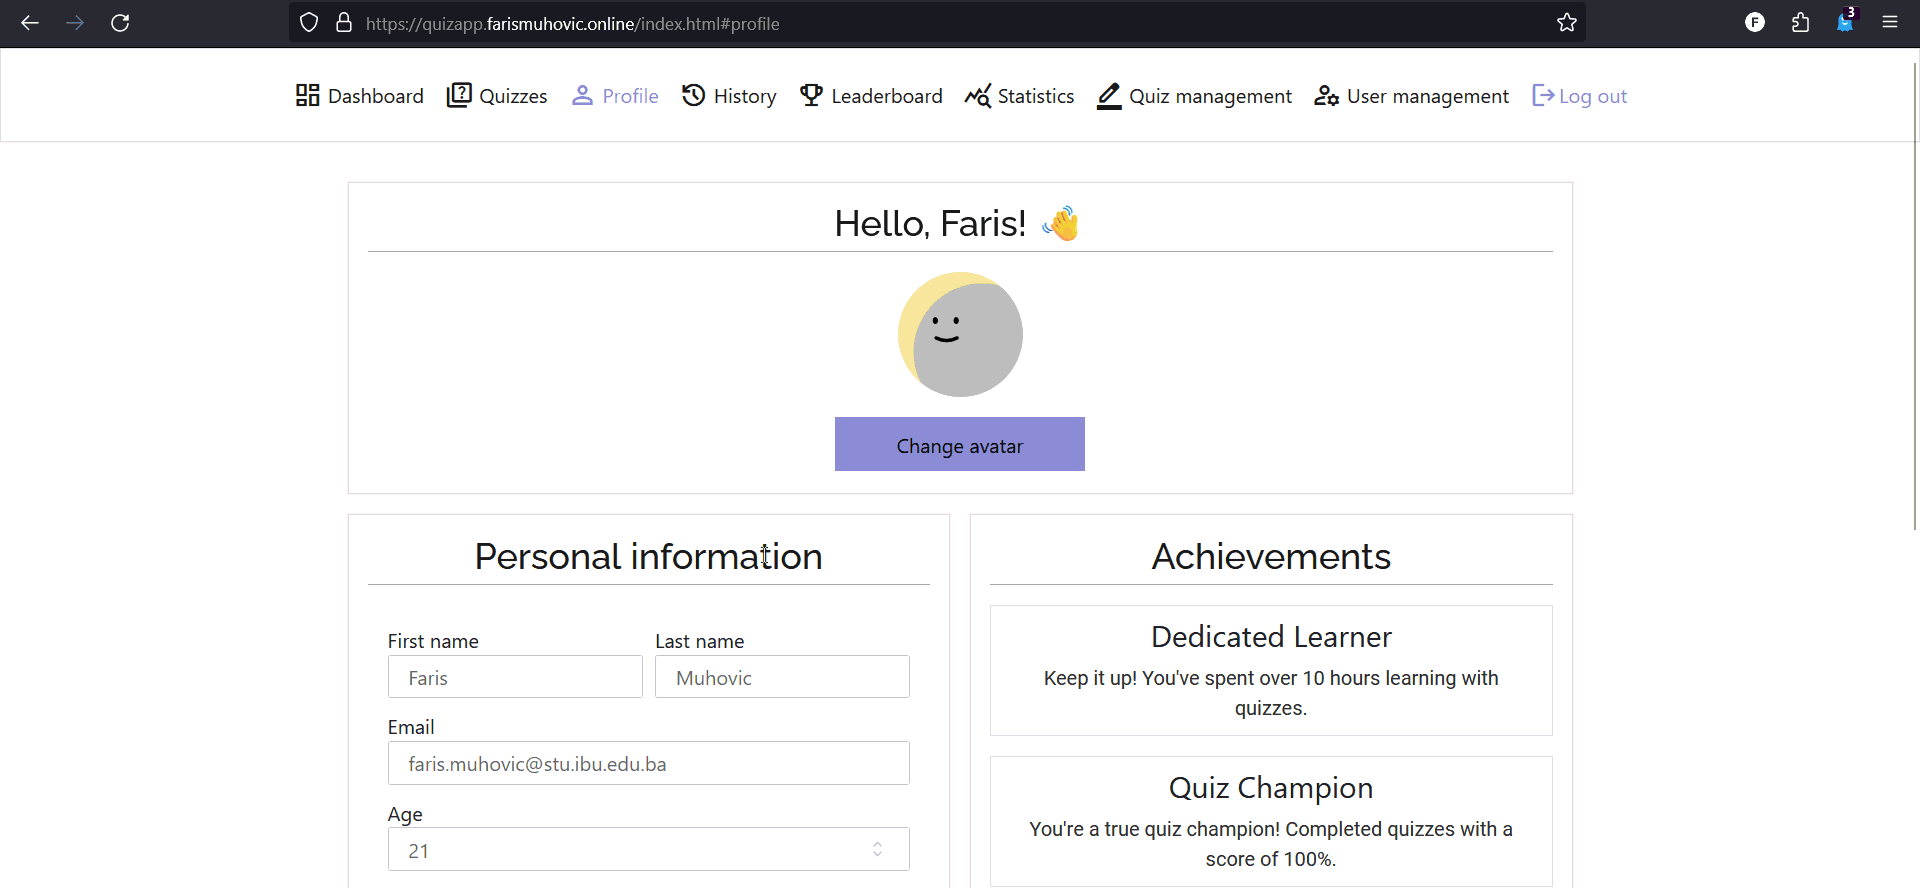 https://quizapp.farismuhovic.online/index.html#profile
F
3
Dashboard Quizzes Profile History Leaderboard Statistics Quiz management User management Log out
Hello, Faris! 👋
Change avatar
Personal information
First name Last name
Faris Muhovic
Email
faris.muhovic@stu.ibu.edu.ba
Age
21
Achievements
Dedicated Learner
Keep it up! You've spent over 10 hours learning with
quizzes.
Quiz Champion
You're a true quiz champion! Completed quizzes with a
score of 100%.